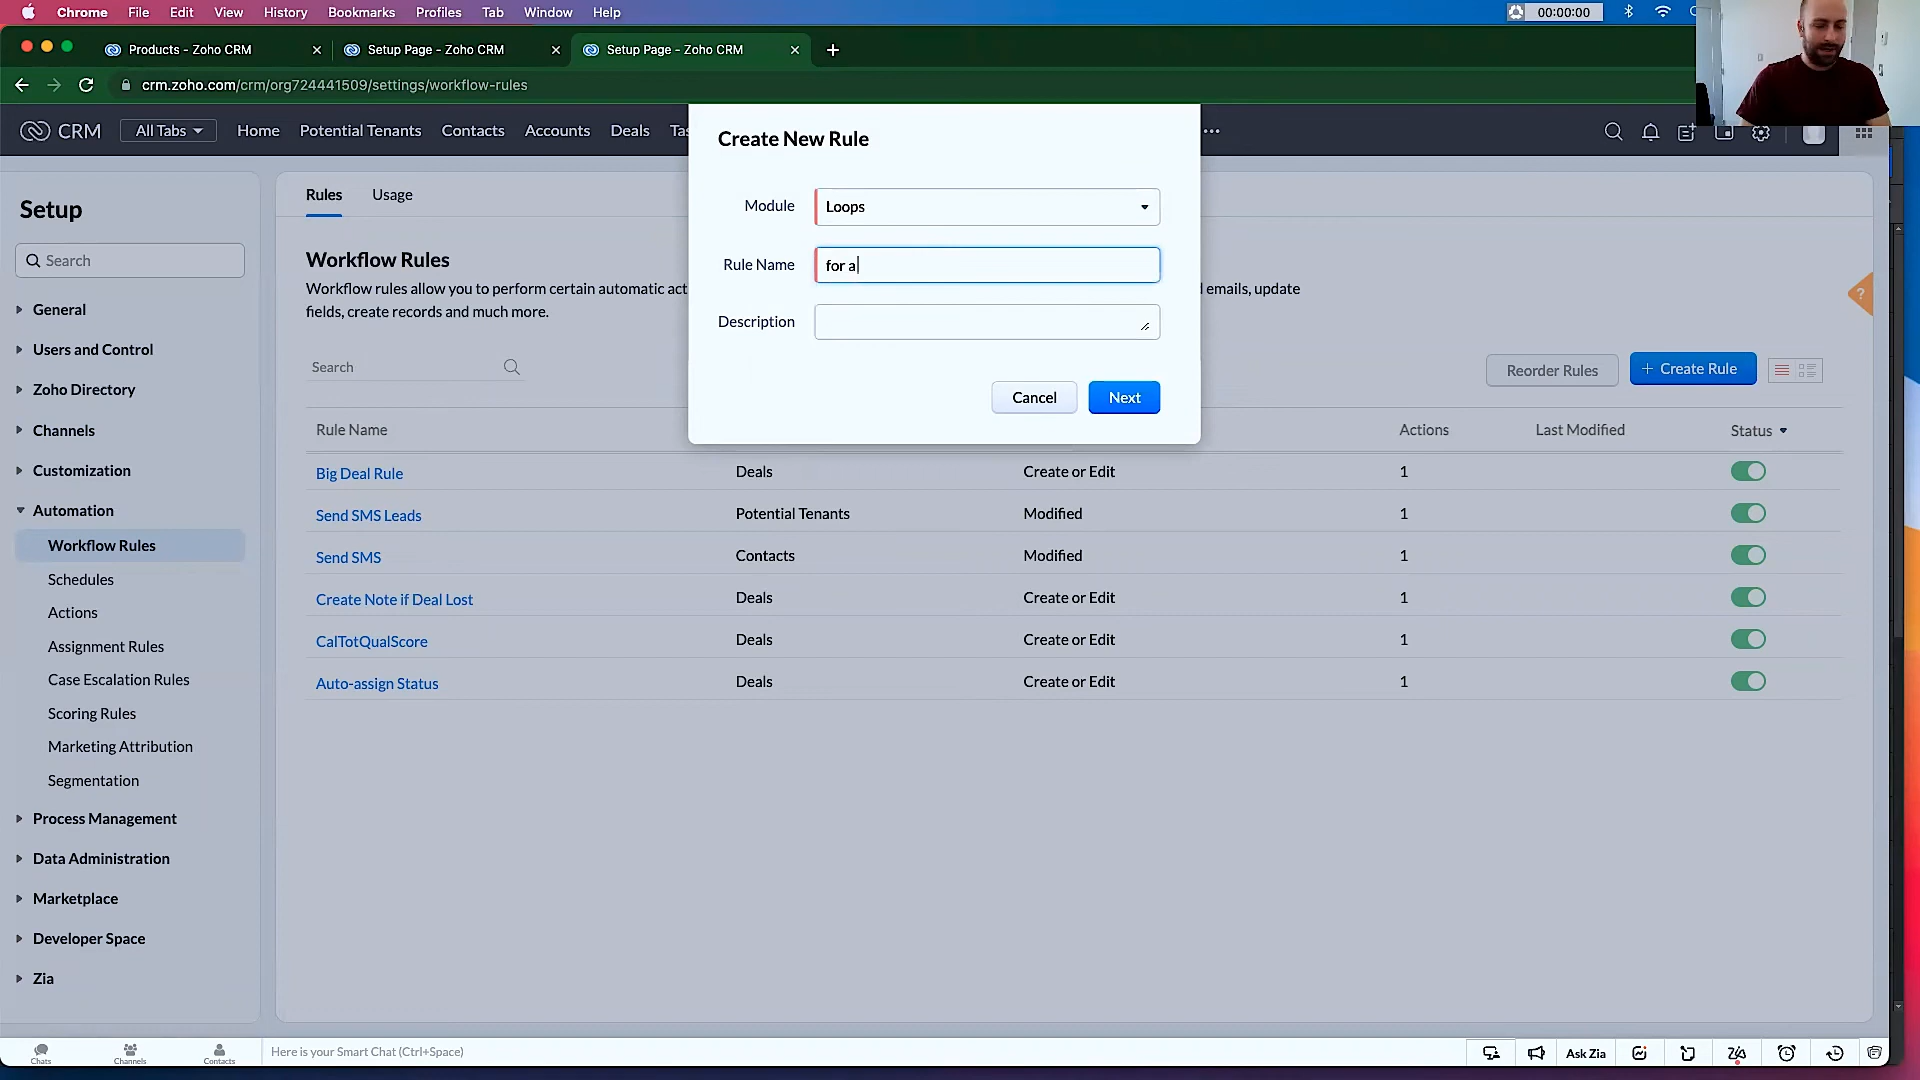 Chrome File Edit View History Bookmarks Profiles Tab Window Help 00:00:00
Products - Zoho CRM Setup Page - Zoho CRM Setup Page - Zoho CRM
crm.zoho.com/crm/org724441509/settings/workflow-rules
CRM All Tabs Home Potential Tenants Contacts Accounts Deals Tas
Create New Rule
Module Loops
Rule Name for a
Description
Cancel Next
Setup
Search
General
Users and Control
Zoho Directory
Channels
Customization
Automation
Workflow Rules
Schedules
Actions
Assignment Rules
Case Escalation Rules
Scoring Rules
Marketing Attribution
Segmentation
Process Management
Data Administration
Marketplace
Developer Space
Zia
Rules Usage
Workflow Rules
Workflow rules allow you to perform certain automatic act emails, update
fields, create records and much more.
Search Reorder Rules + Create Rule
Rule Name Actions Last Modified Status
Big Deal Rule Deals Create or Edit 1
Send SMS Leads Potential Tenants Modified 1
Send SMS Contacts Modified 1
Create Note if Deal Lost Deals Create or Edit 1
CalTotQualScore Deals Create or Edit 1
Auto-assign Status Deals Create or Edit 1
?
Chats Channels Contacts Here is your Smart Chat (Ctrl+Space) Ask Zia